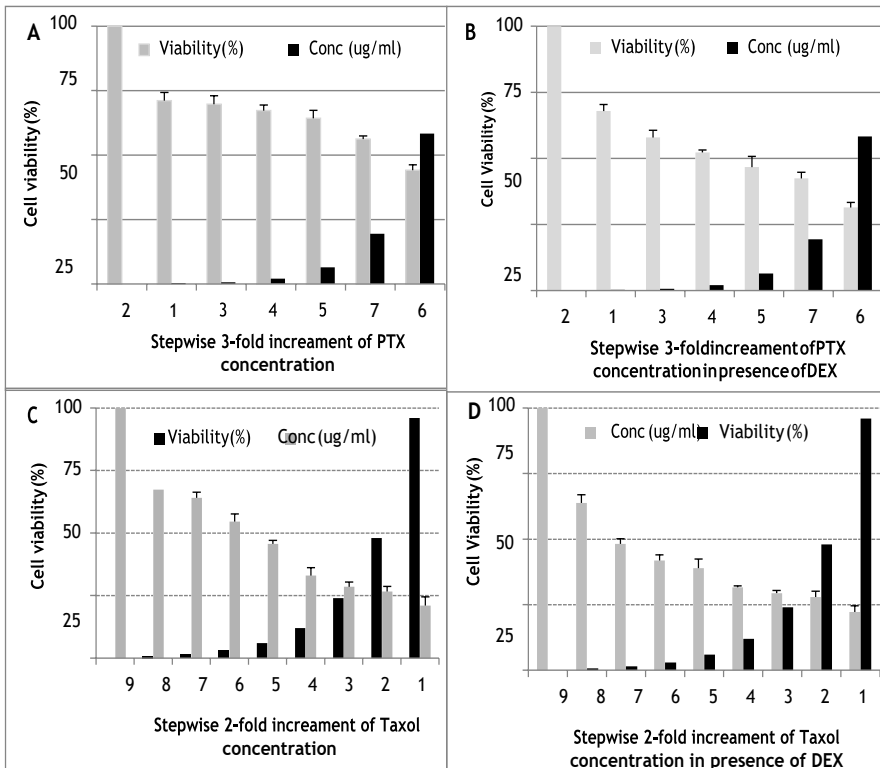 A
Viability(%) Conc (ug/ml)
Cell viability(%)
100
75
50
25
2 1 3 4 5 7 6
Stepwise 3-fold increament of PTX
concentration
B
Viability(%) Conc (ug/ml)
Cell Viability(%)
100
75
50
25
2 1 3 4 5 7 6
Stepwise 3-foldincreamentofPTX
concentrationinpresenceofDEX
C
Viability(%) Conc(ug/ml)
Cell viability(%)
100
75
50
25
9 8 7 6 5 4 3 2 1
Stepwise 2-fold increament of Taxol
concentration
D
Conc (ug/ml) Viability(%)
Cell viability(%)
100
75
50
25
9 8 7 6 5 4 3 2 1
Stepwise 2-fold increament of Taxol
concentration in presence of DEX